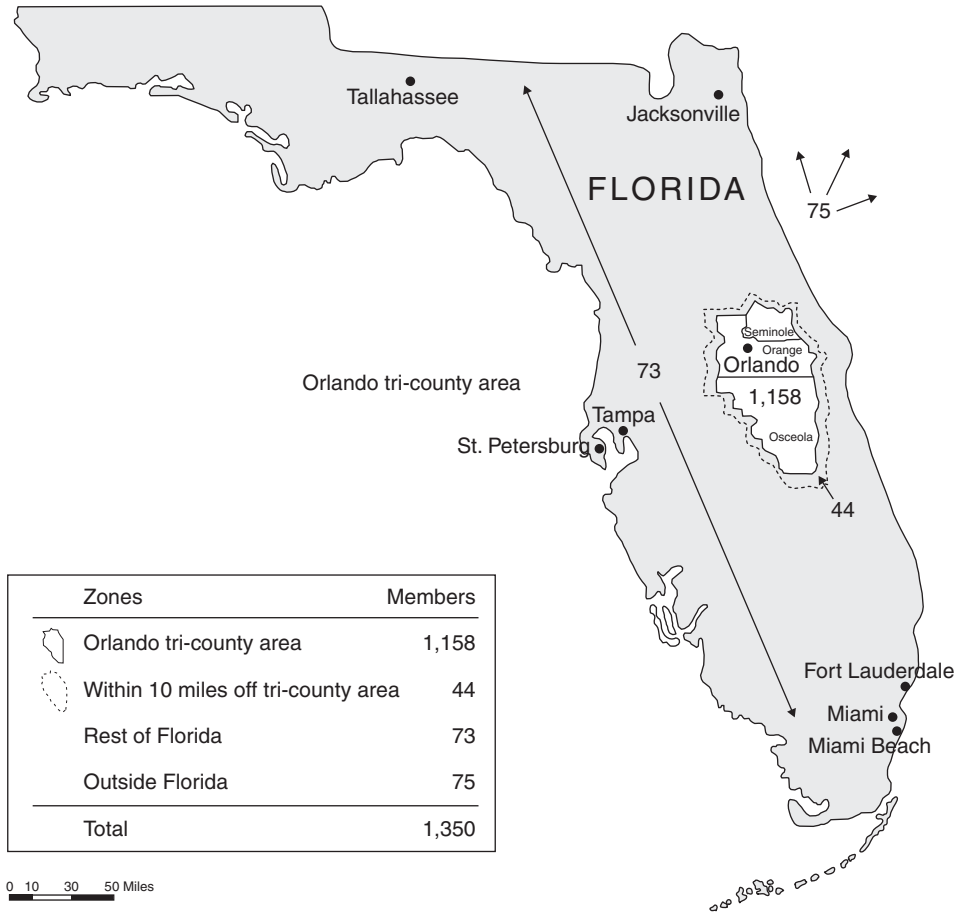 Tallahassee
Jacksonville
FLORIDA
75
Seminole
Orange
Orlando
1,158
Osceola
73
Orlando tri-county area
Tampa
St. Petersburg
44
Zones Members
Orlando tri-county area 1,158
Within 10 miles off tri-county area 44
Rest of Florida 73
Outside Florida 75
Total 1,350
Fort Lauderdale
Miami
Miami Beach
0 10 30 50 Miles